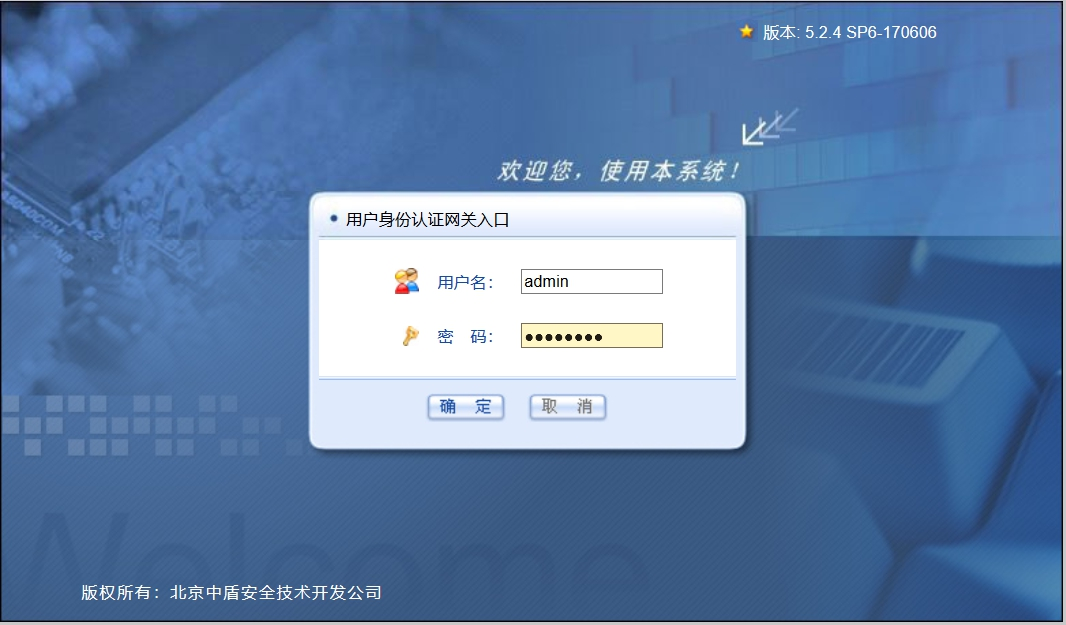 版本: 5.2.4 SP6-170606
欢迎您，使用本系统！
用户身份认证网关入口
用户名： admin
密 码： ●●●●●●●●
确 定 取 消
Welcome
版权所有：北京中盾安全技术开发公司